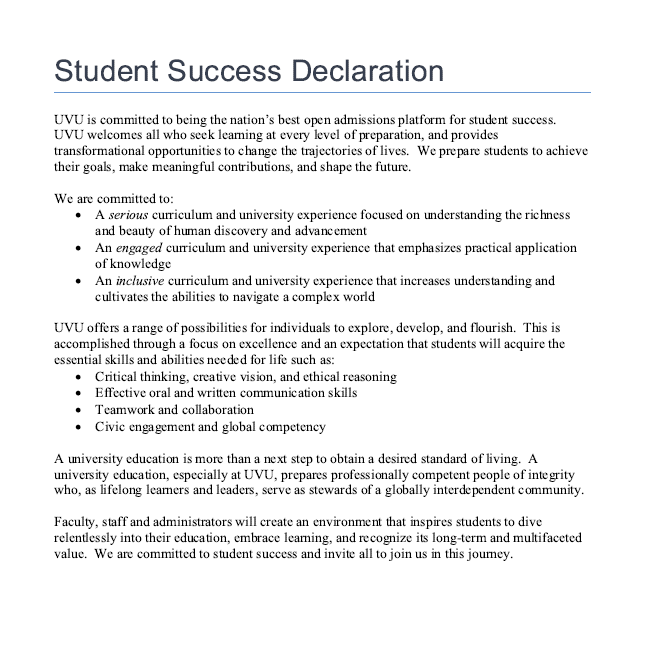 Student Success Declaration
UVU is committed to being the nation's best open admissions platform for student success.
UVU welcomes all who seek learning at every level of preparation, and provides
transformational opportunities to change the trajectories of lives.  We prepare students to achieve
their goals, make meaningful contributions, and shape the future.
We are committed to:
• A serious curriculum and university experience focused on understanding the richness
and beauty of human discovery and advancement
• An engaged curriculum and university experience that emphasizes practical application
of knowledge
• An inclusive curriculum and university experience that increases understanding and
cultivates the abilities to navigate a complex world
UVU offers a range of possibilities for individuals to explore, develop, and flourish.  This is
accomplished through a focus on excellence and an expectation that students will acquire the
essential skills and abilities needed for life such as:
• Critical thinking, creative vision, and ethical reasoning
• Effective oral and written communication skills
• Teamwork and collaboration
• Civic engagement and global competency
A university education is more than a next step to obtain a desired standard of living.  A
university education, especially at UVU, prepares professionally competent people of integrity
who, as lifelong learners and leaders, serve as stewards of a globally interdependent community.
Faculty, staff and administrators will create an environment that inspires students to dive
relentlessly into their education, embrace learning, and recognize its long-term and multifaceted
value.  We are committed to student success and invite all to join us in this journey.